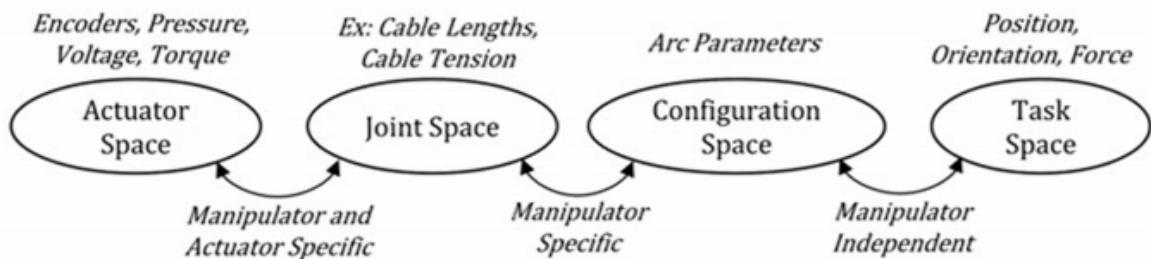 Encoders, Pressure,
Voltage, Torque
Ex: Cable Lengths,
Cable Tension
Arc Parameters
Position,
Orientation, Force
Actuator
Space
Joint Space
Configuration
Space
Task
Space
Manipulator and
Actuator Specific
Manipulator
Specific
Manipulator
Independent